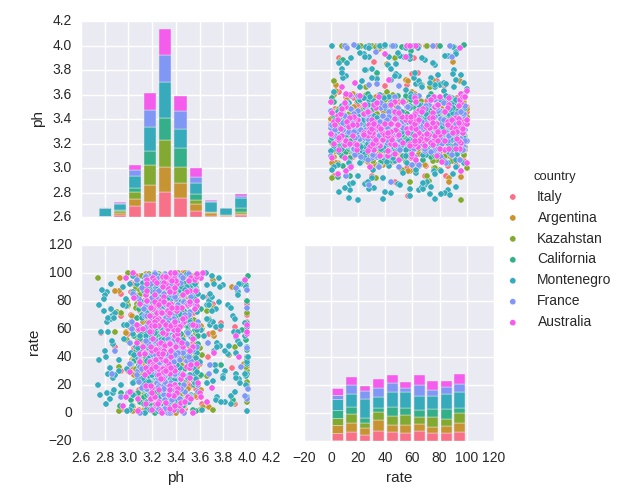 4.2
4.0
3.8
3.6
3.4
3.2
3.0
2.8
2.6
ph
country
Italy
Argentina
Kazahstan
California
Montenegro
France
Australia
120
100
80
60
40
20
0
−20
rate
2.6 2.8 3.0 3.2 3.4 3.6 3.8 4.0 4.2
ph
−20 0 20 40 60 80 100 120
rate